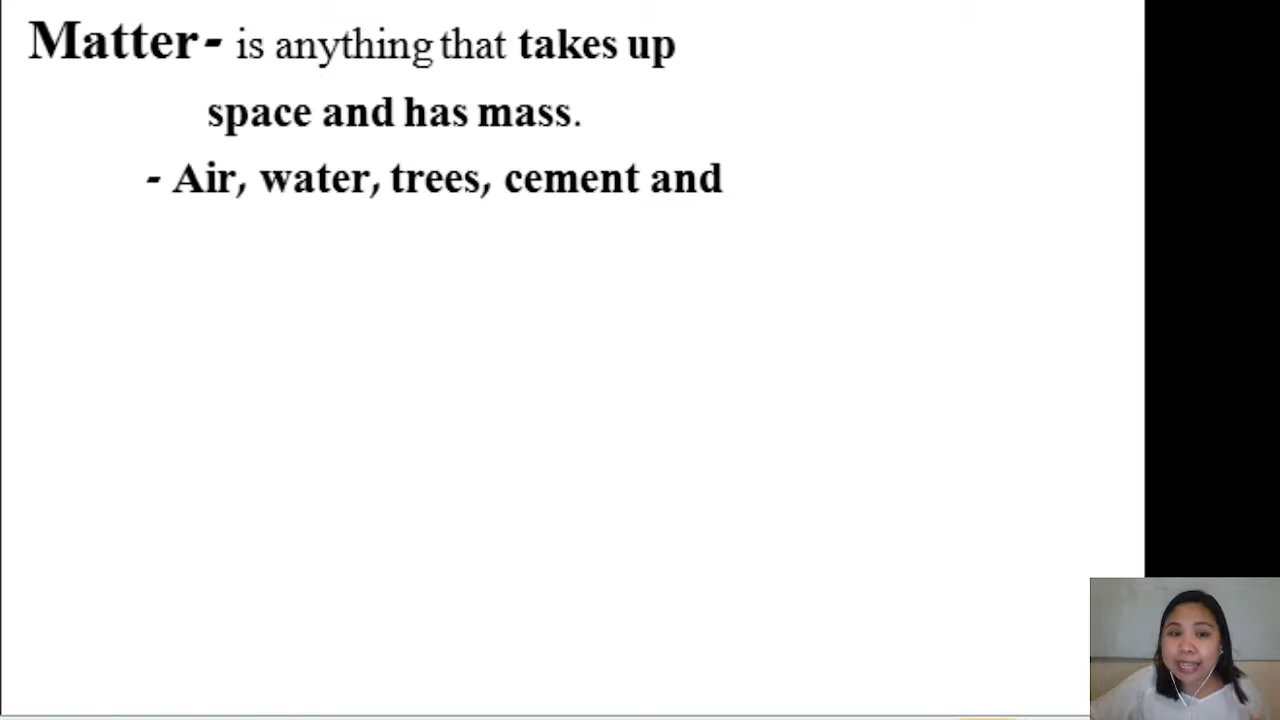 Matter- is anything that takes up
space and has mass.
- Air, water, trees, cement and